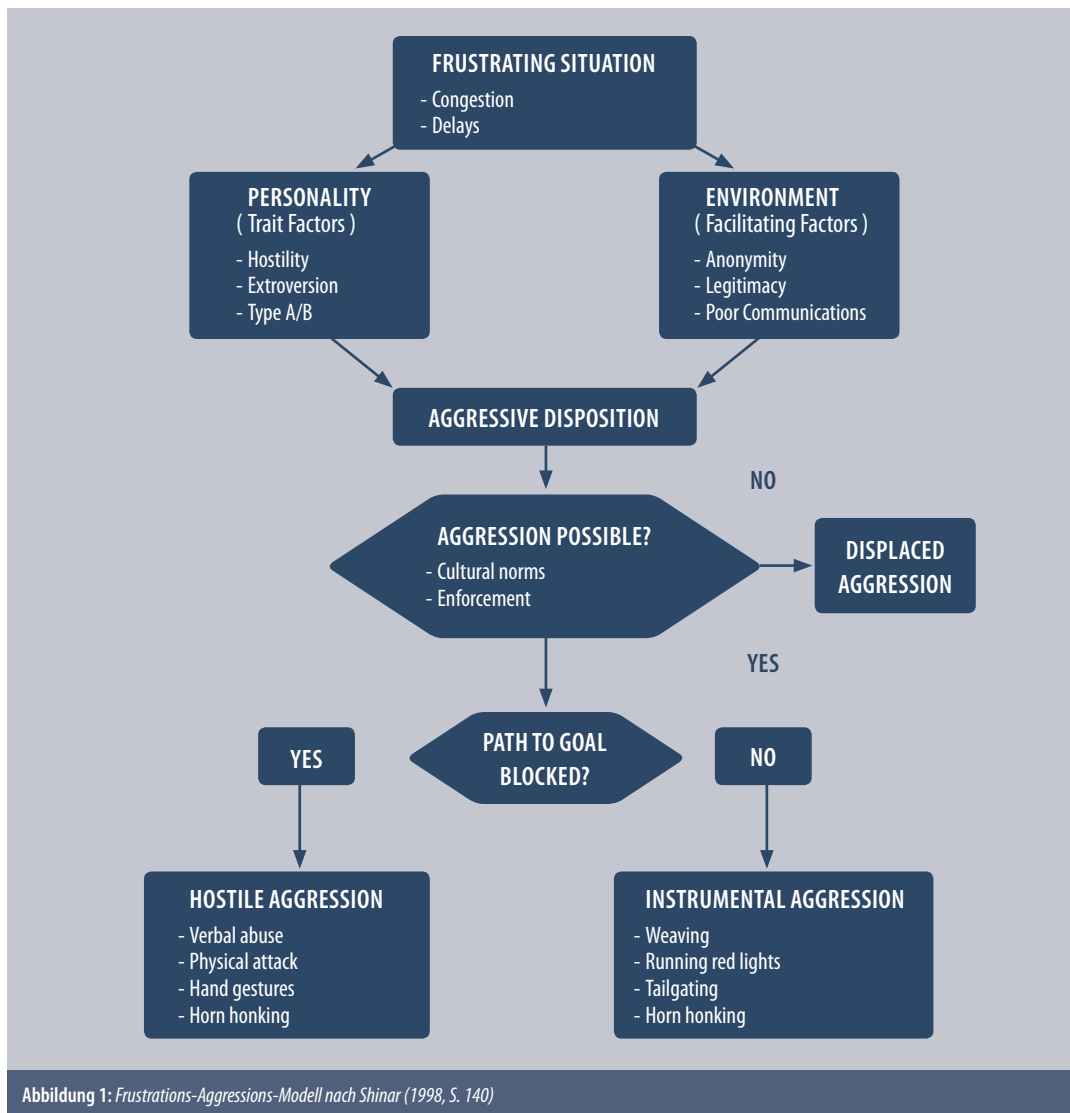 FRUSTRATING SITUATION
- Congestion
- Delays
PERSONALITY
( Trait Factors )
- Hostility
- Extroversion
- Type A/B
ENVIRONMENT
( Facilitating Factors )
- Anonymity
- Legitimacy
- Poor Communications
AGGRESSIVE DISPOSITION
NO
AGGRESSION POSSIBLE?
- Cultural norms
- Enforcement
DISPLACED
AGGRESSION
YES
YES
PATH TO GOAL
BLOCKED?
NO
HOSTILE AGGRESSION
- Verbal abuse
- Physical attack
- Hand gestures
- Horn honking
INSTRUMENTAL AGGRESSION
- Weaving
- Running red lights
- Tailgating
- Horn honking
Abbildung 1: Frustrations-Aggressions-Modell nach Shinar (1998, S. 140)